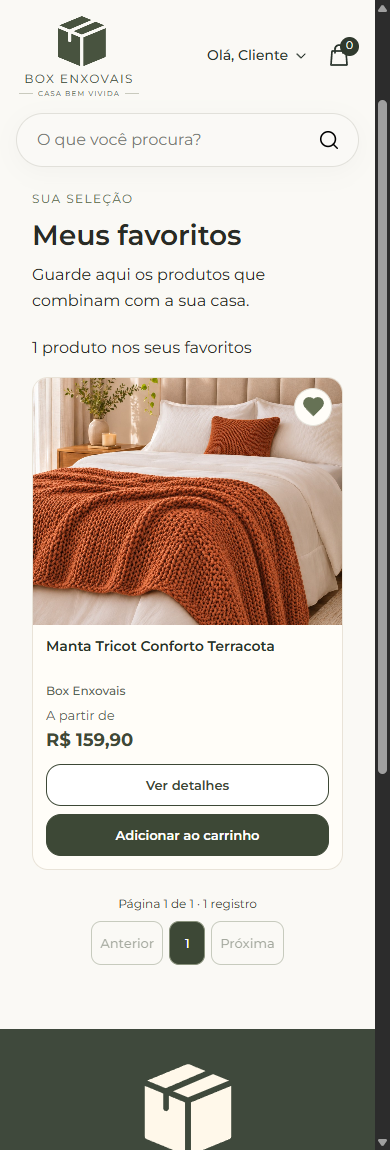 BOX ENXOVAIS
CASA BEM VIVIDA
Olá, Cliente
0
O que você procura?
SUA SELEÇÃO
Meus favoritos
Guarde aqui os produtos que
combinam com a sua casa.
1 produto nos seus favoritos
Manta Tricot Conforto Terracota
Box Enxovais
A partir de
R$ 159,90
Ver detalhes
Adicionar ao carrinho
Página 1 de 1 · 1 registro
Anterior
1
Próxima